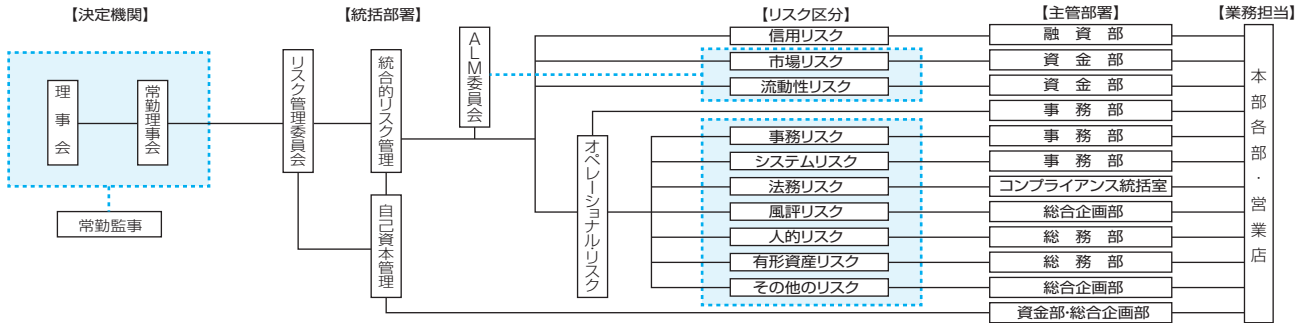 【決定機関】
【統括部署】
【リスク区分】
【主管部署】
【業務担当】
理事会
常勤理事会
常勤監事
リスク管理委員会
統合的リスク管理
自己資本管理
ALM委員会
オペレーショナル・リスク
信用リスク
融資部
市場リスク
資金部
流動性リスク
資金部
事務部
事務リスク
事務部
システムリスク
事務部
法務リスク
コンプライアンス統括室
風評リスク
総合企画部
人的リスク
総務部
有形資産リスク
総務部
その他のリスク
総合企画部
資金部・総合企画部
本部各部・営業店